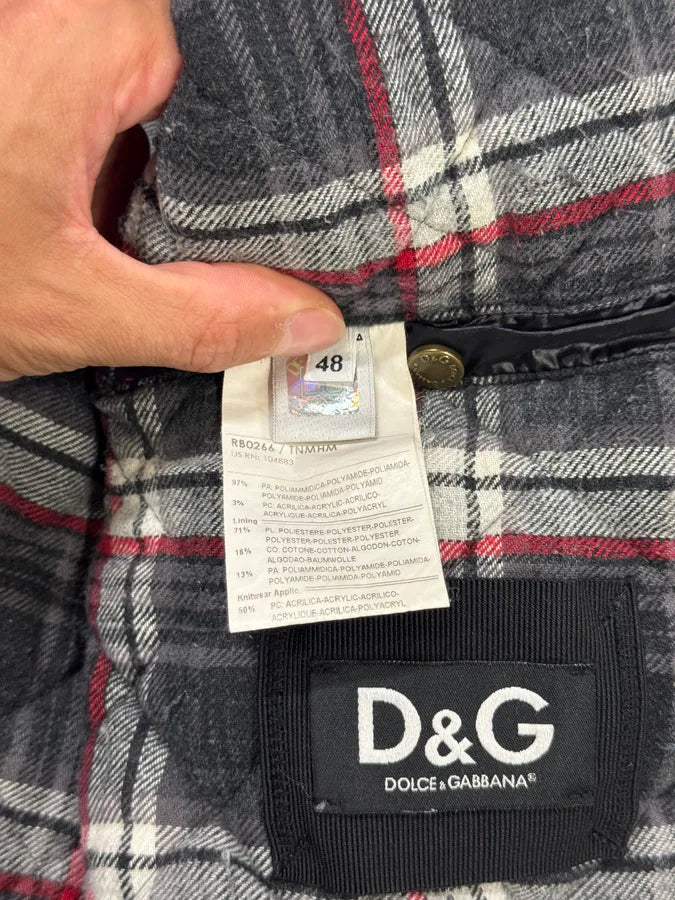 48
RB0266 / TNMHM
US RN: 104883
97% PA: POLIAMMIDICA-POLYAMIDE-POLIAMIDA-
POLYAMIDE-POLIAMIDA-POLYAMID
3% PC: ACRILICA-ACRYLIC-ACRILICO-
ACRYLIQUE-ACRILICA-POLYACRYL
Lining
71% PL: POLIESTERE-POLYESTER-POLIESTER-
POLYESTER-POLESTER-POLYESTER
16% CO: COTONE-COTTON-ALGODON-COTON-
ALGODAO-BAUMWOLLE
13% PA: POLIAMMIDICA-POLYAMIDE-POLIAMIDA-
POLYAMIDE-POLIAMIDA-POLYAMID
Knitwear Applic.
50% PC: ACRILICA-ACRYLIC-ACRILICO-
ACRYLIQUE-ACRILICA-POLYACRYL
D&G
D&G
DOLCE & GABBANA®